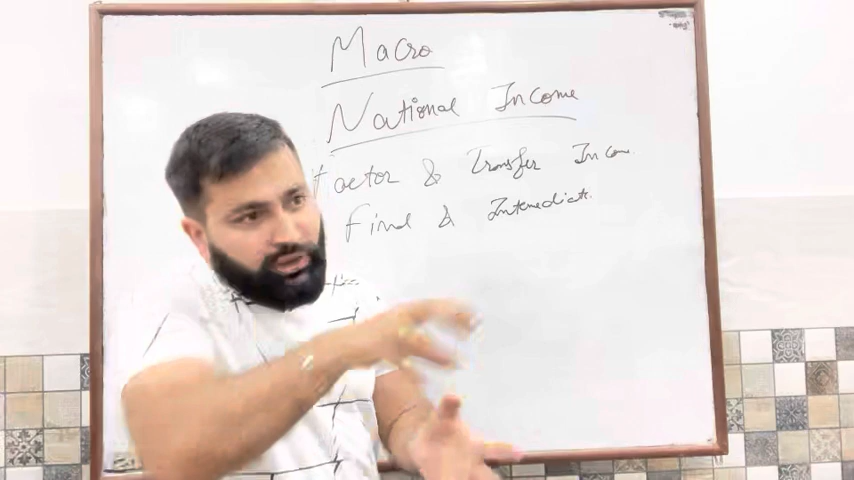 Macro
National Income
factor & Transfer Income
final & Intermediate.